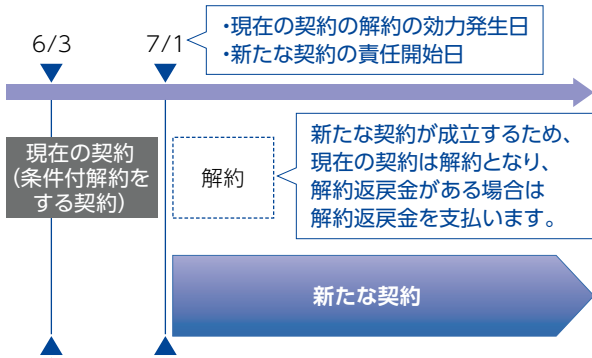 6/3
7/1
・現在の契約の解約の効力発生日
・新たな契約の責任開始日
現在の契約
(条件付解約を
する契約)
解約
新たな契約が成立するため、
現在の契約は解約となり、
解約返戻金がある場合は
解約返戻金を支払います。
新たな契約